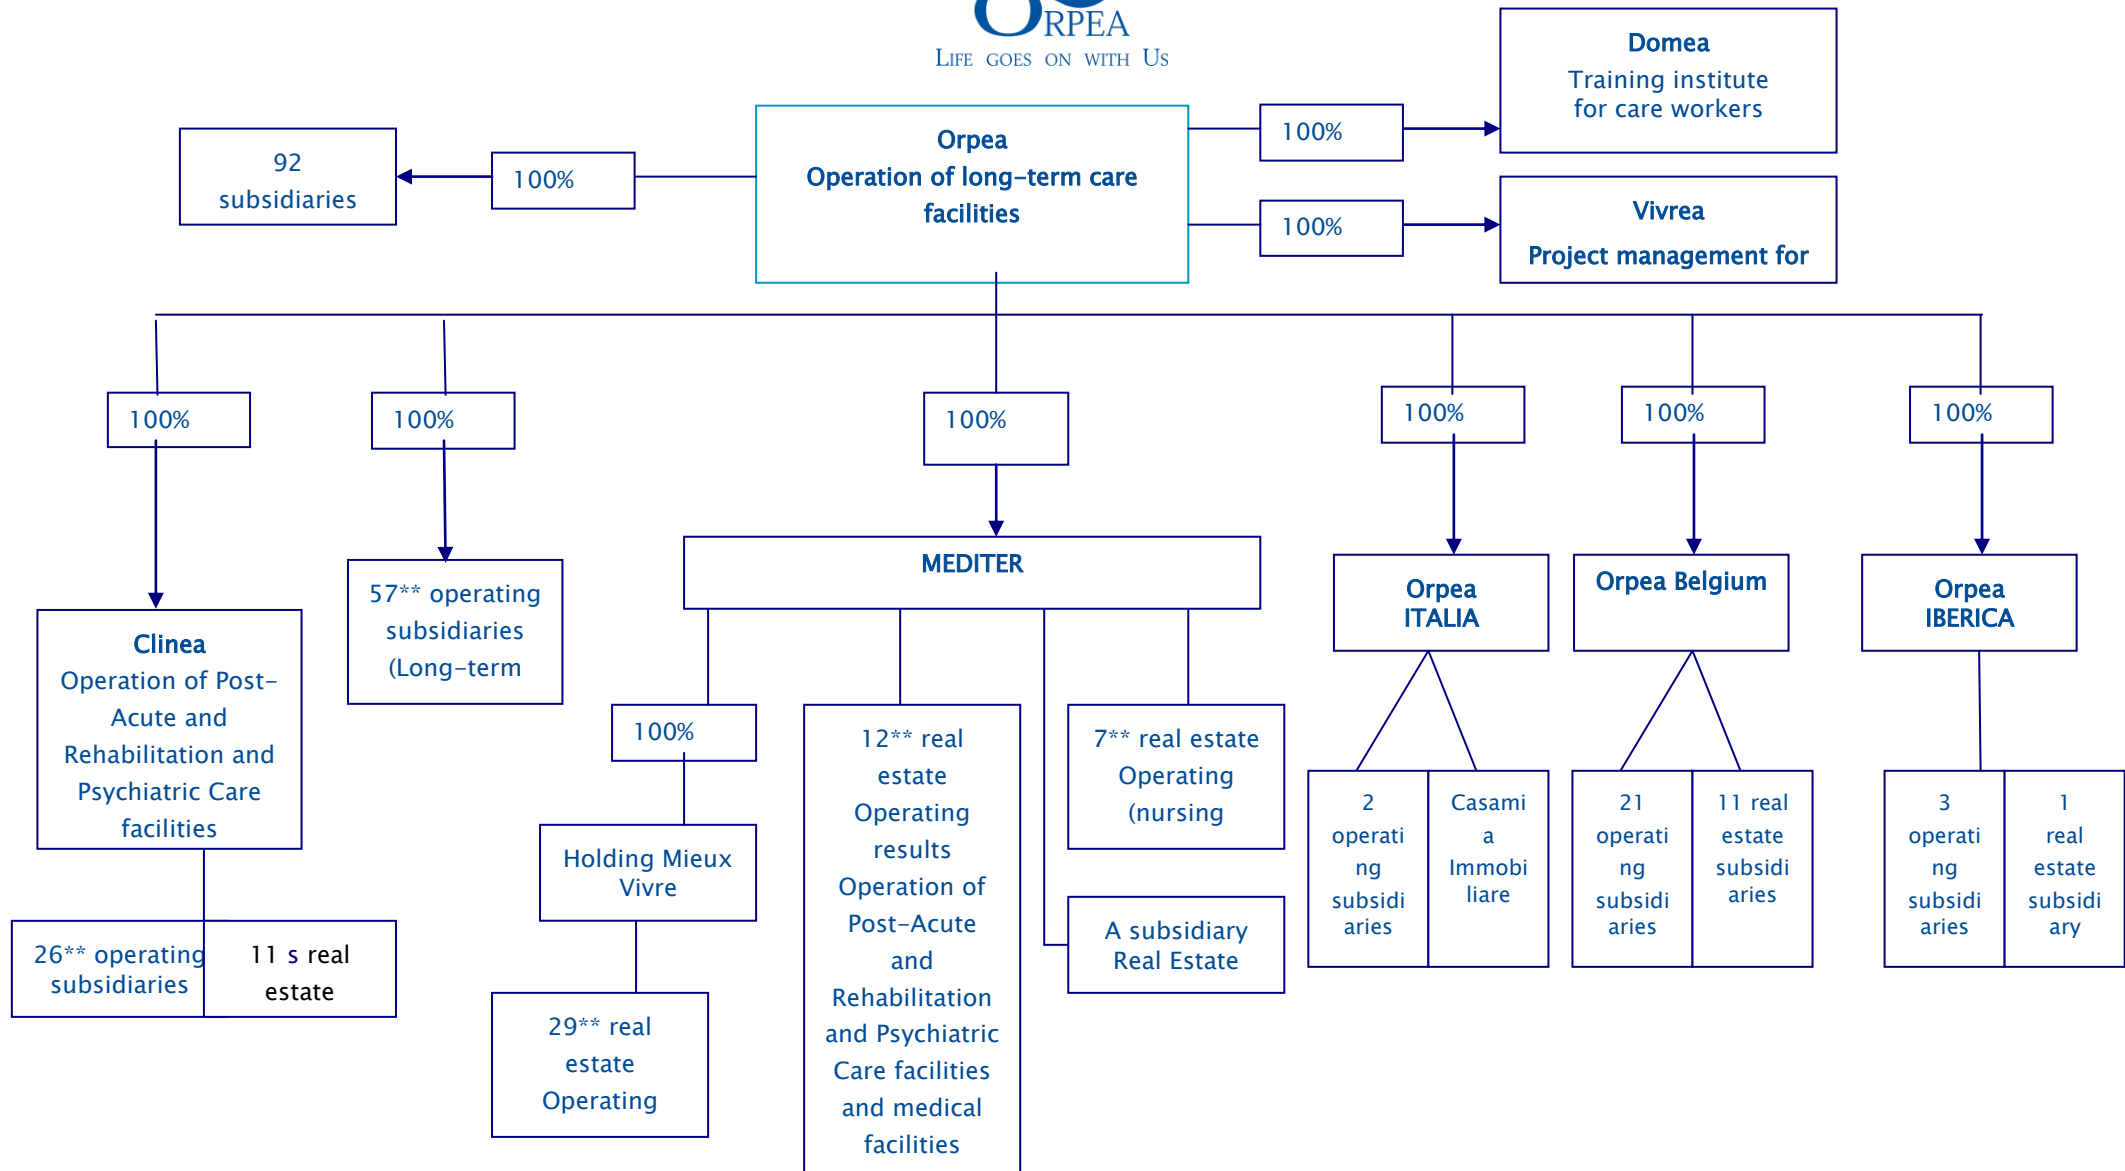 ORPEA
LIFE GOES ON WITH US
Domea
Training institute
for care workers
Orpea
Operation of long-term care
facilities
100%
92
subsidiaries
100%
100%
Vivrea
Project management for
100%
100%
100%
100%
100%
100%
MEDITER
Orpea
ITALIA
Orpea Belgium
Orpea
IBERICA
57** operating
subsidiaries
(Long-term
Clinea
Operation of Post-
Acute and
Rehabilitation and
Psychiatric Care
facilities
100%
12** real
estate
Operating
results
Operation of
Post-Acute
and
Rehabilitation
and Psychiatric
Care facilities
and medical
facilities
7** real estate
Operating
(nursing
2
operati
ng
subsidi
aries
Casami
a
Immobi
liare
21
operati
ng
subsidi
aries
11 real
estate
subsidi
aries
3
operati
ng
subsidi
aries
1
real
estate
subsidi
ary
Holding Mieux
Vivre
A subsidiary
Real Estate
26** operating
subsidiaries
11 s real
estate
29** real
estate
Operating